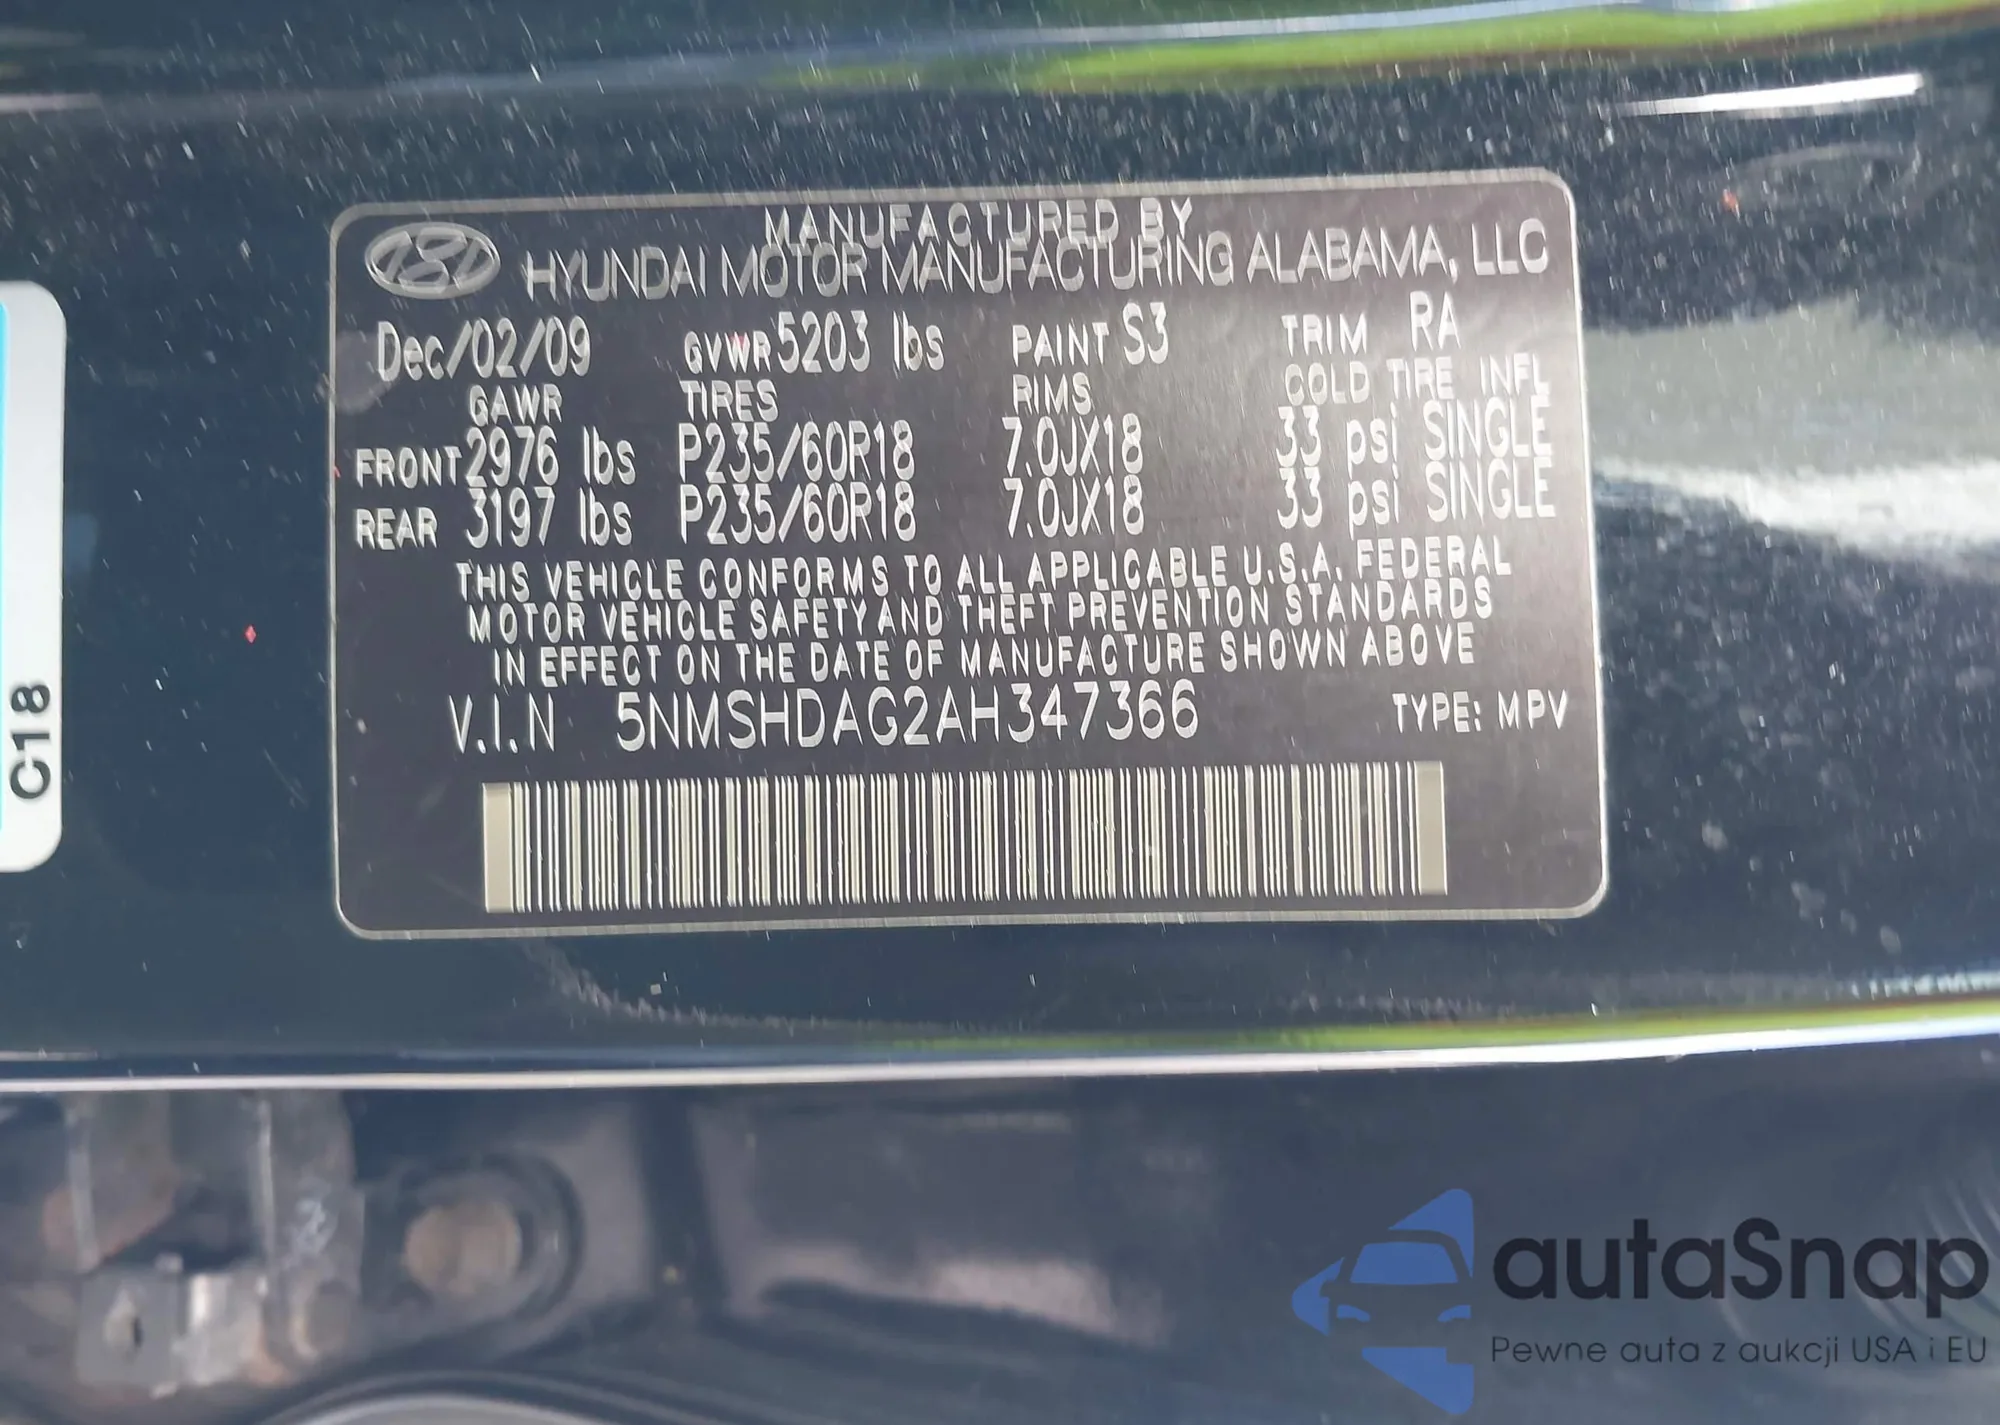 MANUFACTURED BY
HYUNDAI MOTOR MANUFACTURING ALABAMA, LLC
Dec/02/09 GVWR 5203 lbs PAINT S3 TRIM RA
GAWR TIRES RIMS COLD TIRE INFL
FRONT 2976 lbs P235/60R18 7.0JX18 33 psi SINGLE
REAR 3197 lbs P235/60R18 7.0JX18 33 psi SINGLE
THIS VEHICLE CONFORMS TO ALL APPLICABLE U.S.A. FEDERAL
MOTOR VEHICLE SAFETY AND THEFT PREVENTION STANDARDS
IN EFFECT ON THE DATE OF MANUFACTURE SHOWN ABOVE
V.I.N 5NMSHDAG2AH347366 TYPE: MPV
C18
autaSnap
Pewne auta z aukcji USA i EU